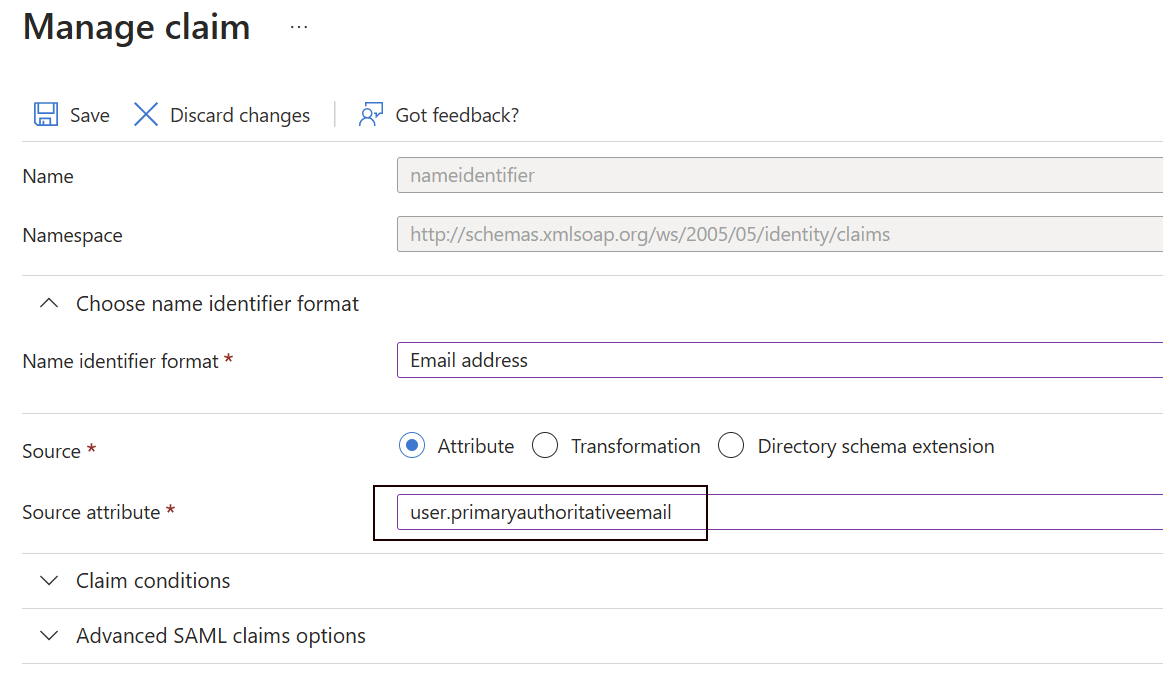 Manage claim ...
Save Discard changes Got feedback?
Name nameidentifier
Namespace http://schemas.xmlsoap.org/ws/2005/05/identity/claims
Choose name identifier format
Name identifier format * Email address
Source * Attribute Transformation Directory schema extension
Source attribute * user.primaryauthoritativeemail
Claim conditions
Advanced SAML claims options